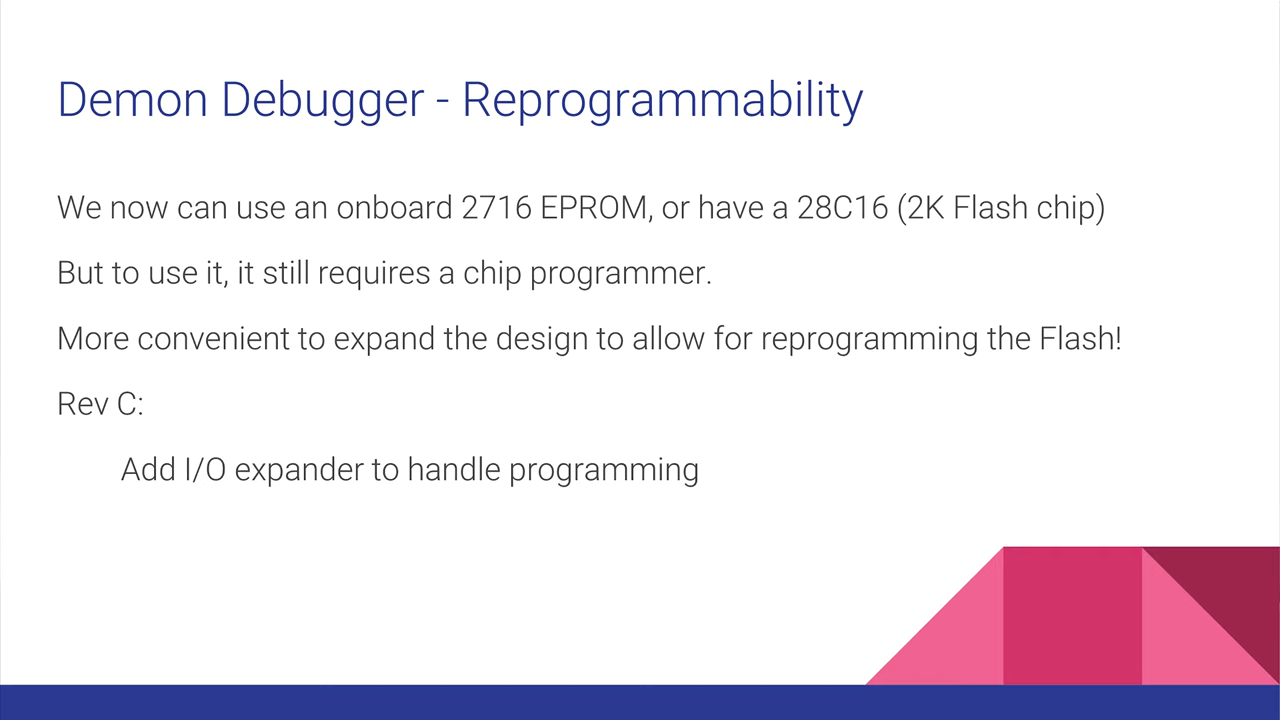 Demon Debugger - Reprogrammability
We now can use an onboard 2716 EPROM, or have a 28C16 (2K Flash chip)
But to use it, it still requires a chip programmer.
More convenient to expand the design to allow for reprogramming the Flash!
Rev C:
Add I/O expander to handle programming